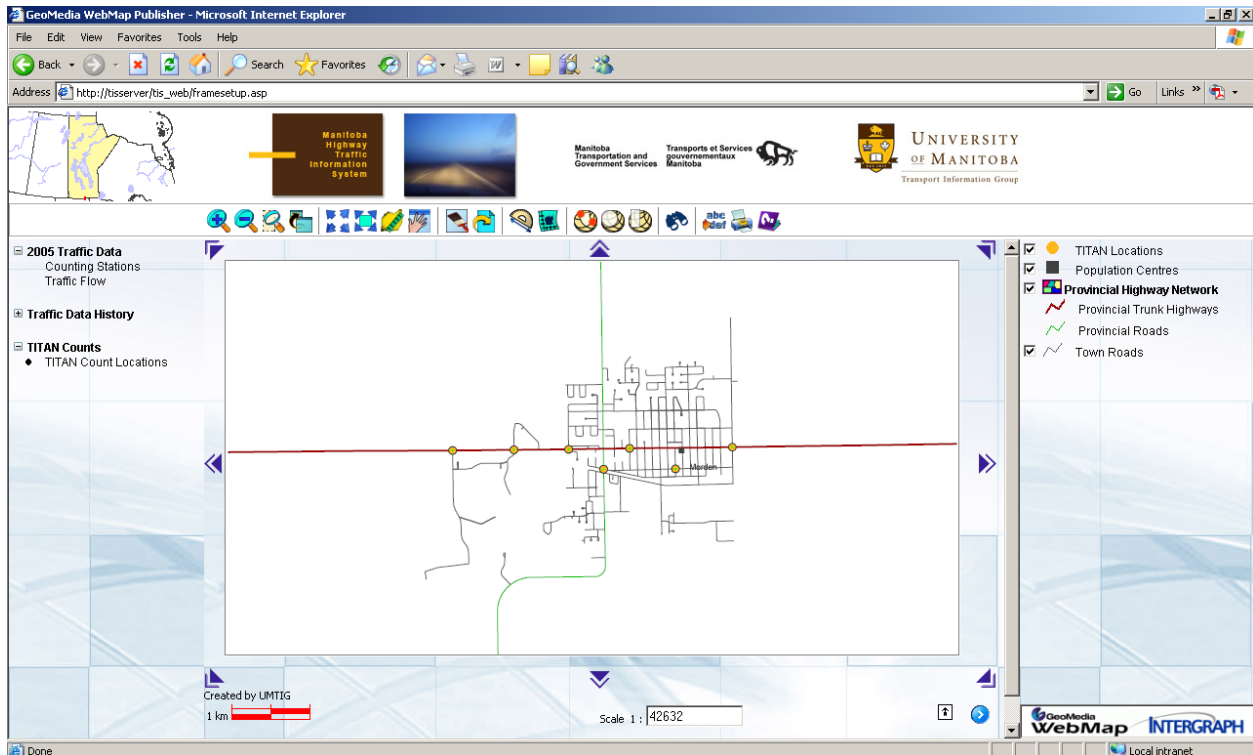 GeoMedia WebMap Publisher - Microsoft Internet Explorer
File Edit View Favorites Tools Help
Back Search Favorites
Address http://tisserver/tis_web/framesetup.asp Go Links »
Manitoba
Highway
Traffic
Information
System
Manitoba
Transportation and
Government Services
Transports et Services
gouvernementaux
Manitoba
UNIVERSITY
OF MANITOBA
Transport Information Group
abc
def
2005 Traffic Data
Counting Stations
Traffic Flow
Traffic Data History
TITAN Counts
TITAN Count Locations
Morden
TITAN Locations
Population Centres
Provincial Highway Network
Provincial Trunk Highways
Provincial Roads
Town Roads
Created by UMTIG
1 km
Scale 1 : 42632
GeoMedia
WebMap
INTERGRAPH
Done
Local intranet